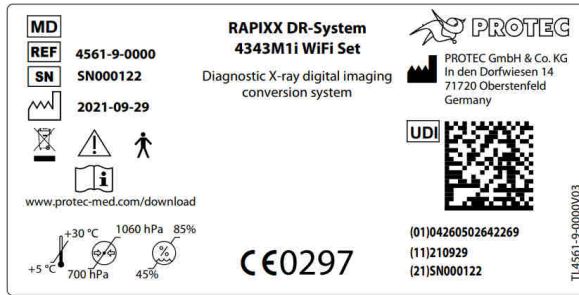 MD
REF 4561-9-0000
SN SN000122
2021-09-29
www.protec-med.com/download
+30 °C
+5 °C
1060 hPa
700 hPa
85%
%
45%
RAPIXX DR-System
4343M1i WiFi Set
Diagnostic X-ray digital imaging
conversion system
CE0297
PROTEC
PROTEC GmbH & Co. KG
In den Dorfwiesen 14
71720 Oberstenfeld
Germany
UDI
(01)04260502642269
(11)210929
(21)SN000122
TL4561-9-0000V03